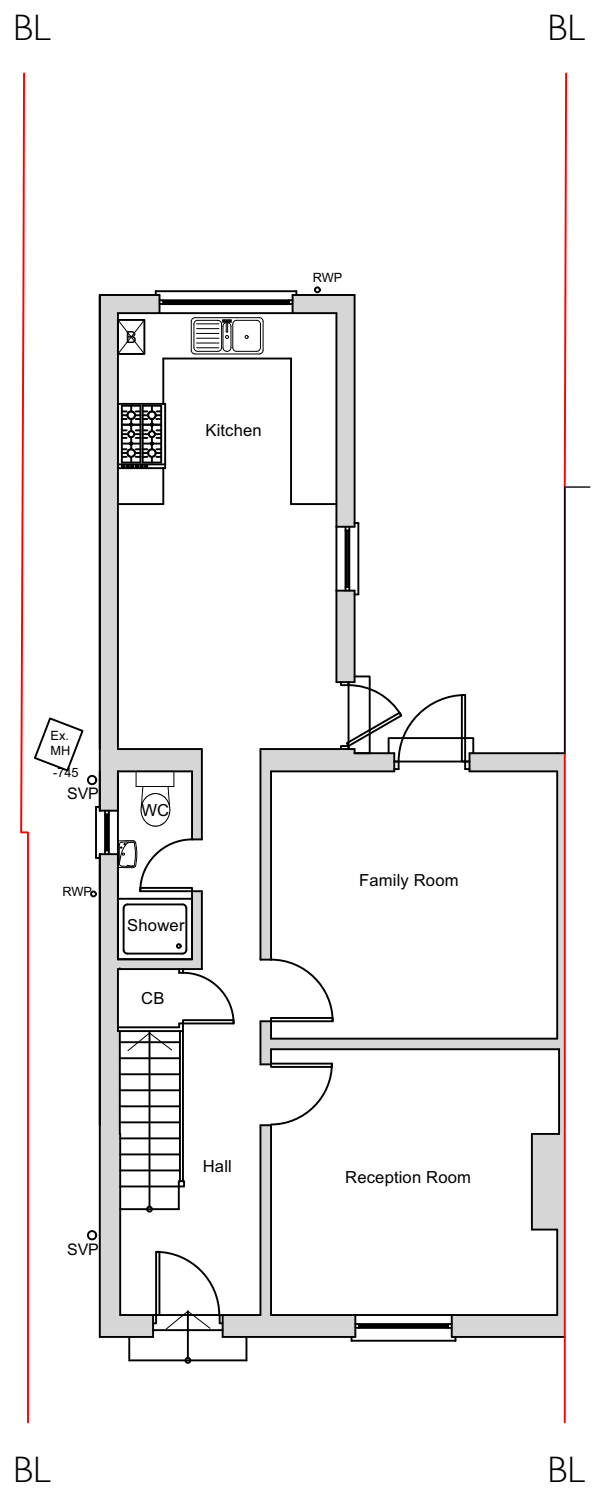 BL
BL
RWP
B
Kitchen
Ex.
MH
-745
SVP
WC
Family Room
RWP
Shower
CB
Hall
Reception Room
SVP
BL
BL